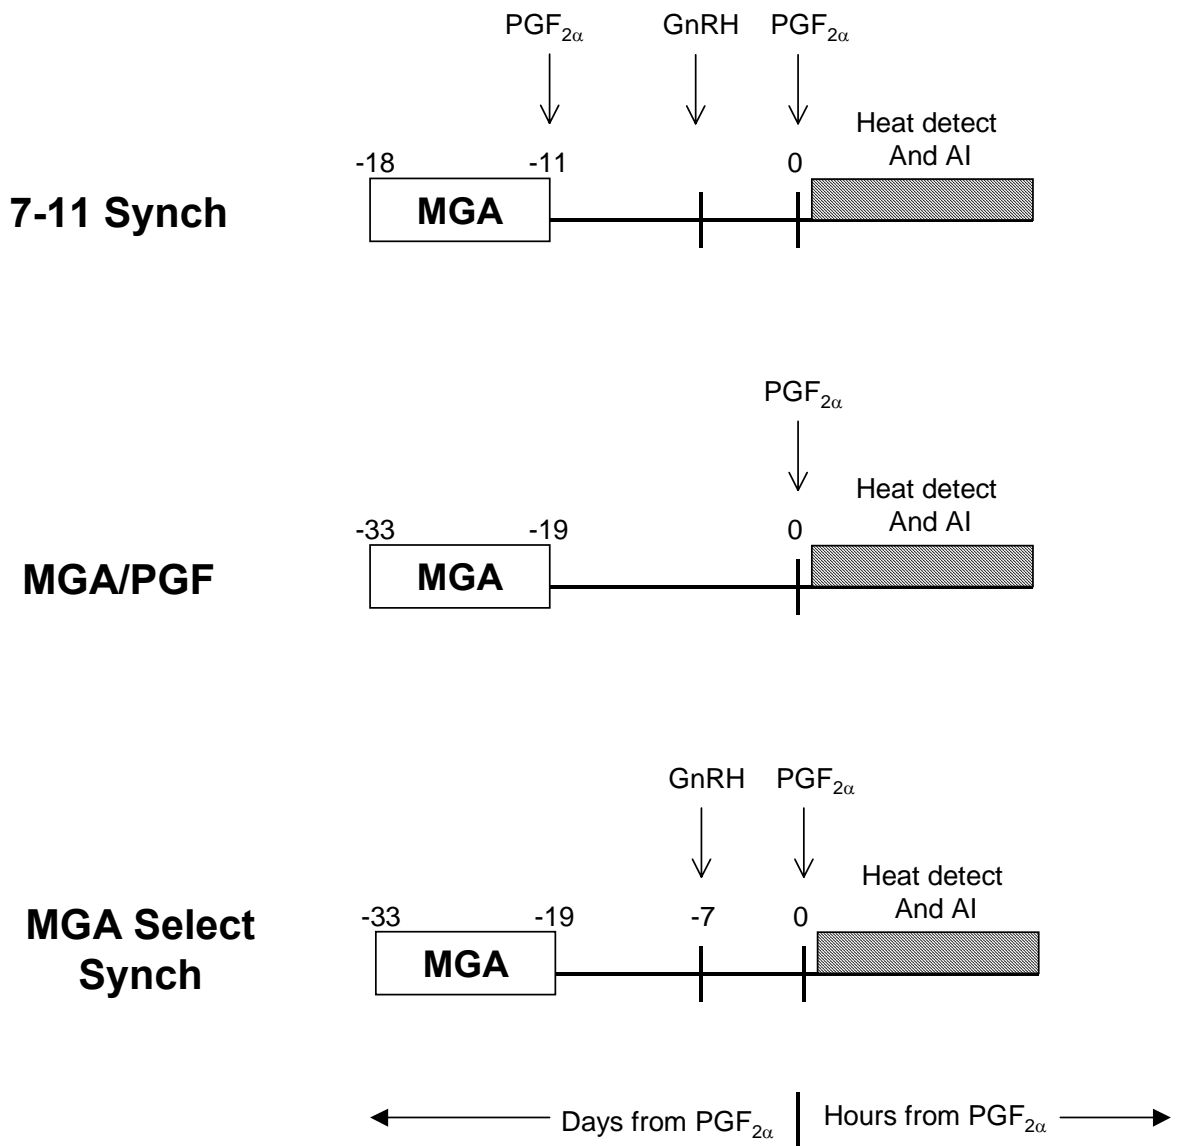 PGF2α GnRH PGF2α
Heat detect
And AI
-18 -11 0
7-11 Synch
MGA
PGF2α
Heat detect
And AI
-33 -19 0
MGA/PGF
MGA
GnRH PGF2α
Heat detect
And AI
-33 -19 -7 0
MGA Select
Synch
MGA
Days from PGF2α Hours from PGF2α